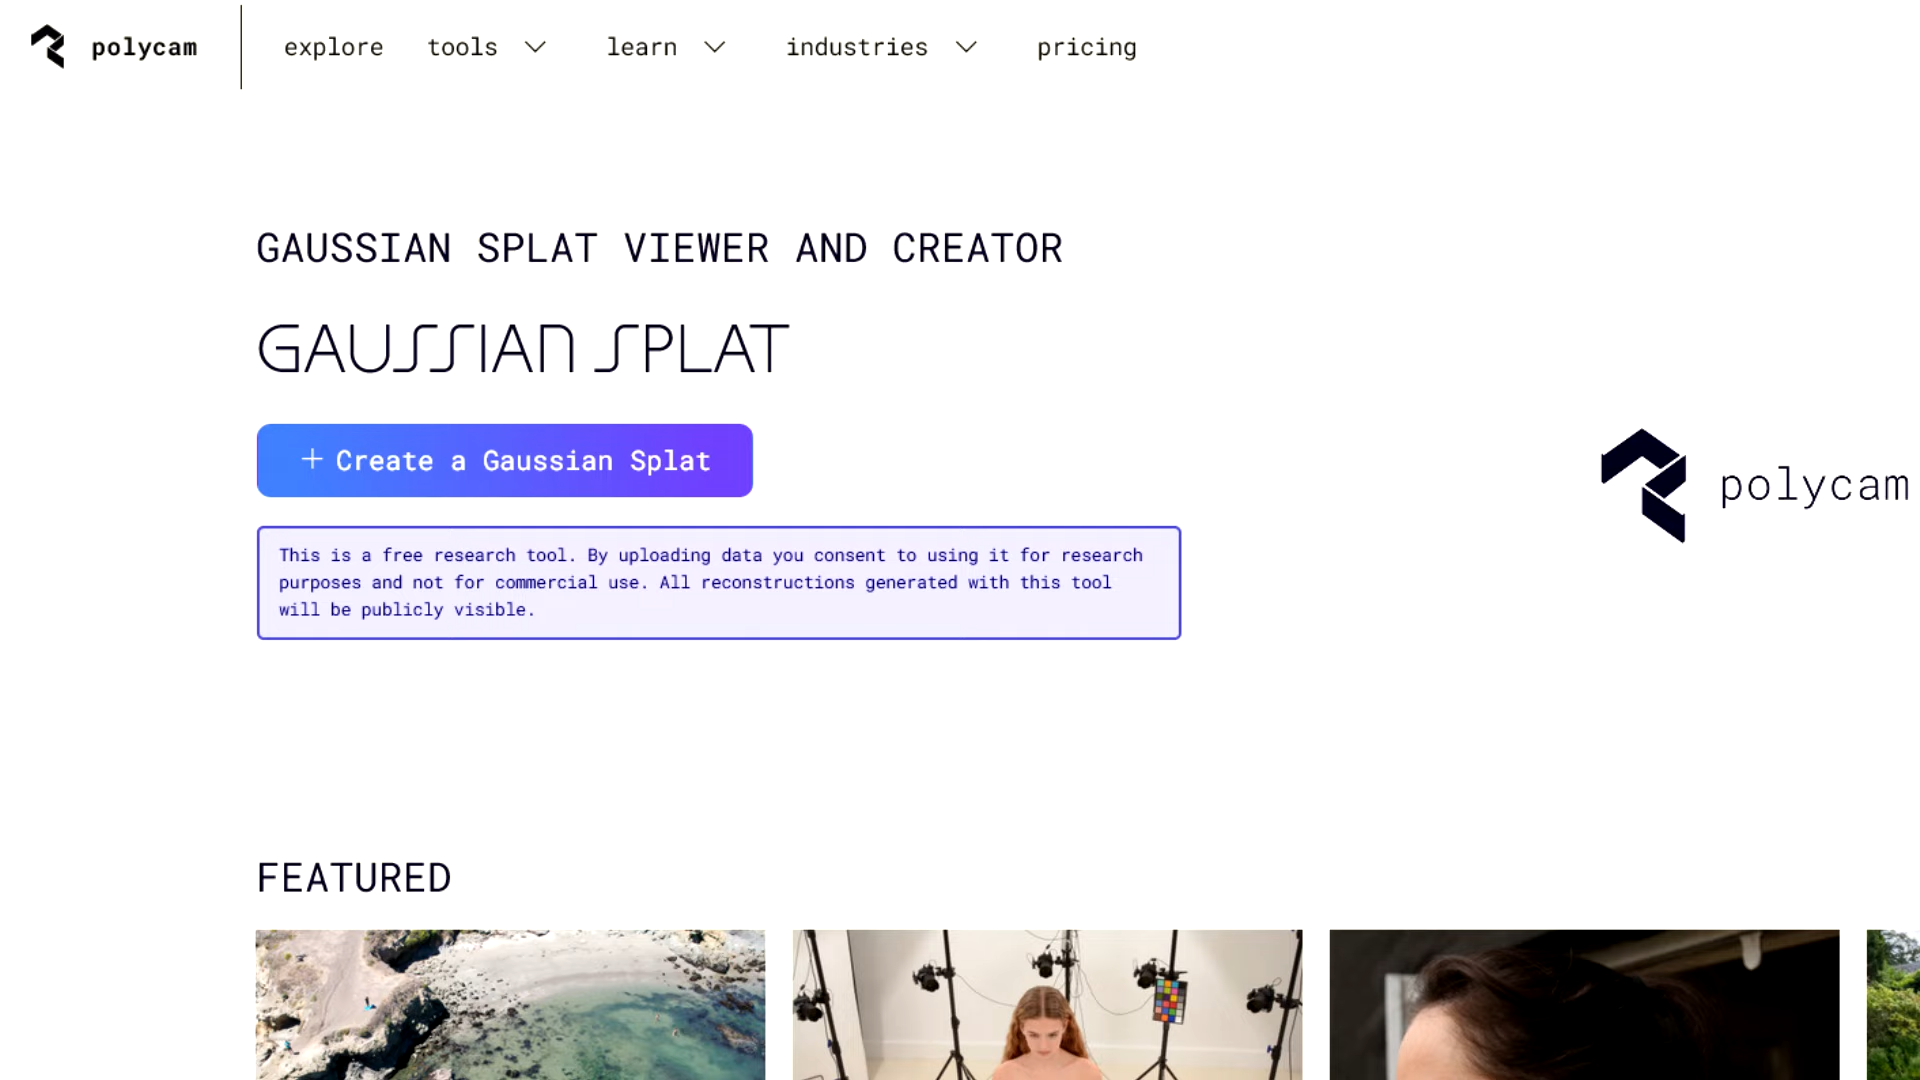 polycam
explore tools learn industries pricing
GAUSSIAN SPLAT VIEWER AND CREATOR
GAUSSIAN SPLAT
+ Create a Gaussian Splat
This is a free research tool. By uploading data you consent to using it for research
purposes and not for commercial use. All reconstructions generated with this tool
will be publicly visible.
polycam
FEATURED